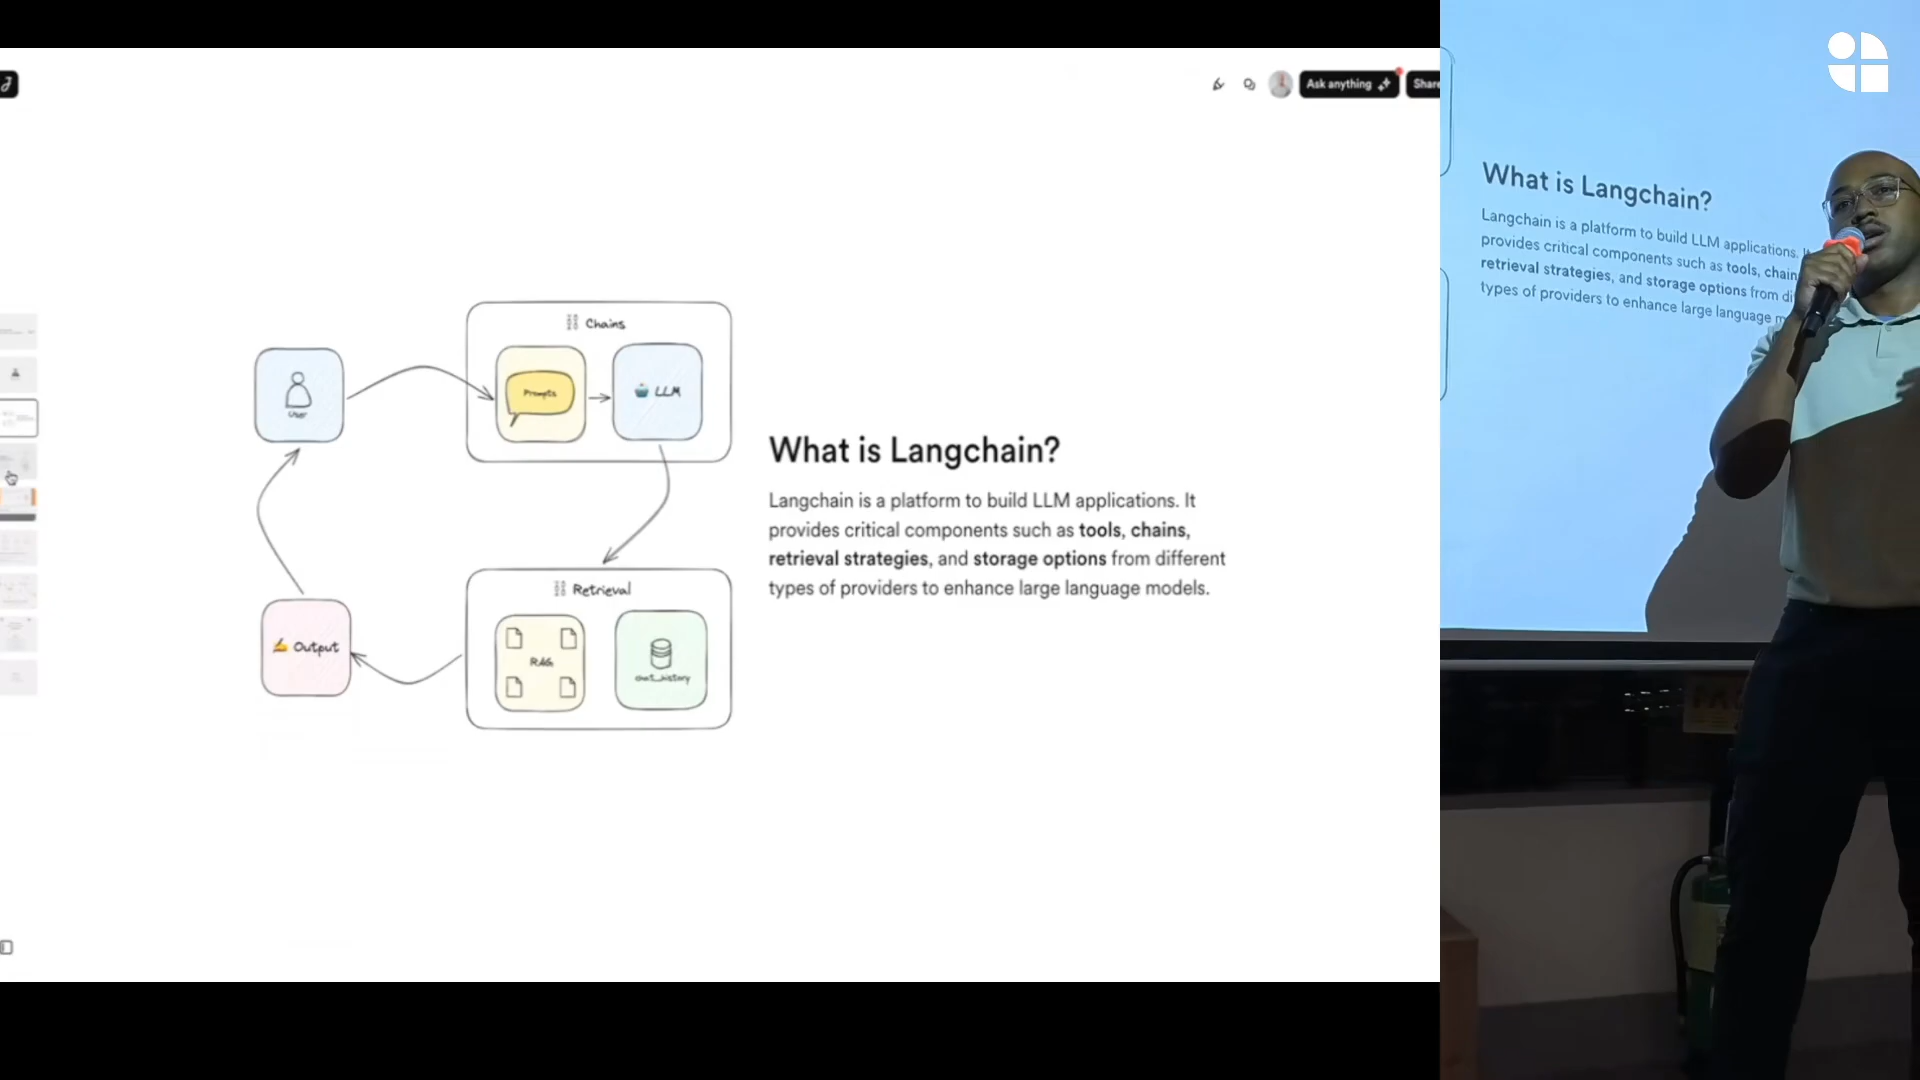 Ask anything
Share
Chains
Prompts
LLM
User
What is Langchain?
Langchain is a platform to build LLM applications. It
provides critical components such as tools, chains,
retrieval strategies, and storage options from different
types of providers to enhance large language models.
Retrieval
RAG
chat_history
Output
What is Langchain?
Langchain is a platform to build LLM applications. It
provides critical components such as tools, chain
retrieval strategies, and storage options from di
types of providers to enhance large language m